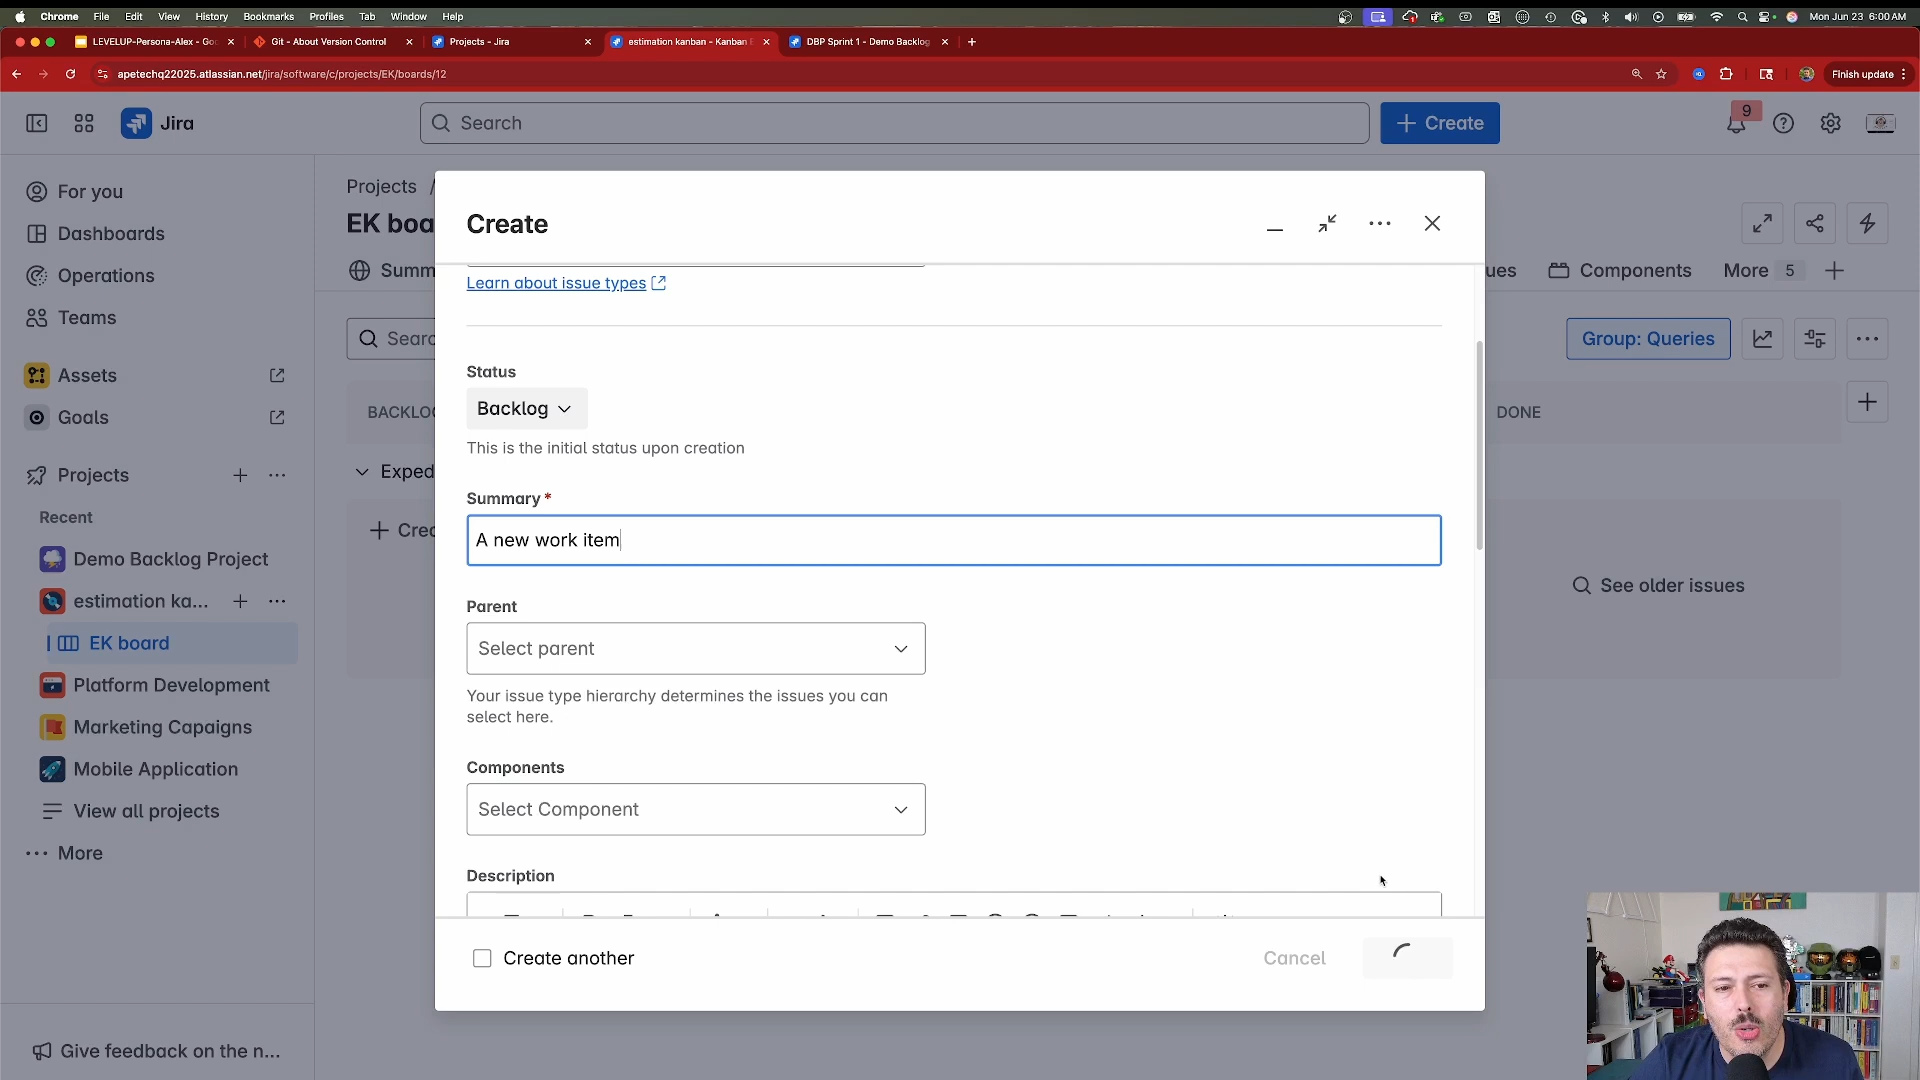 Chrome File Edit View History Bookmarks Profiles Tab Window Help Mon Jun 23 6:00 AM
LEVELUP-Persona-Alex - Goo Git - About Version Control Projects - Jira estimation kanban - Kanban DBP Sprint 1 - Demo Backlog
apetechq22025.atlassian.net/jira/software/c/projects/EK/boards/12 Finish update
Jira Search Create 9
For you
Dashboards
Operations
Teams
Assets
Goals
Projects
Recent
Demo Backlog Project
estimation ka...
EK board
Platform Development
Marketing Capaigns
Mobile Application
View all projects
More
Give feedback on the n...
Projects /
EK boa
Summ
ues Components More 5
Searc
Group: Queries
BACKLO
DONE
Exped
Crea
See older issues
Create
Learn about issue types
Status
Backlog
This is the initial status upon creation
Summary *
A new work item
Parent
Select parent
Your issue type hierarchy determines the issues you can
select here.
Components
Select Component
Description
Create another Cancel